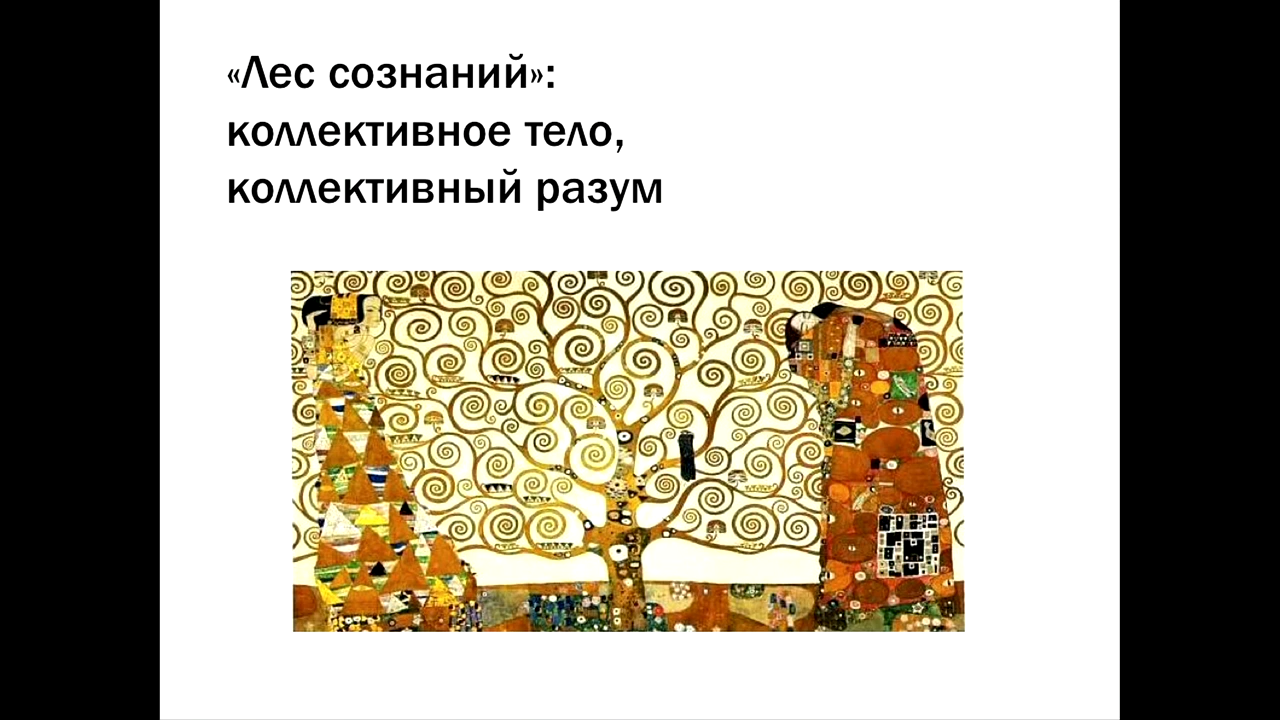 «Лес сознаний»:
коллективное тело,
коллективный разум